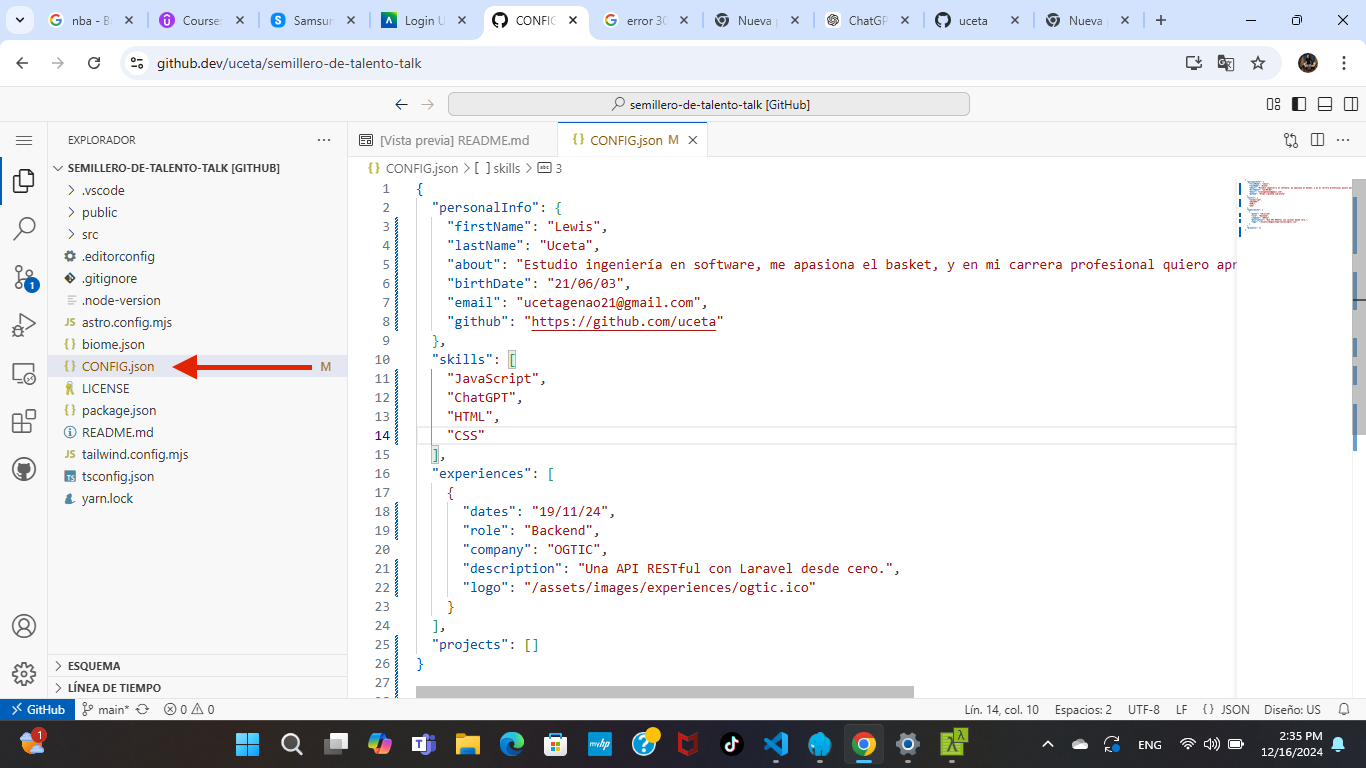 nba - B
Courses
Samsun
Login U
CONFIG
error 30
Nueva p
ChatGP
uceta
Nueva p
github.dev/uceta/semillero-de-talento-talk
semillero-de-talento-talk [GitHub]
EXPLORADOR
[Vista previa] README.md
CONFIG.json M
SEMILLERO-DE-TALENTO-TALK [GITHUB]
CONFIG.json > [ ] skills > abc 3
.vscode
public
src
.editorconfig
.gitignore
.node-version
JS astro.config.mjs
{} biome.json
{} CONFIG.json M
LICENSE
{} package.json
README.md
JS tailwind.config.mjs
TS tsconfig.json
yarn.lock
1 {
2 "personalInfo": {
3 "firstName": "Lewis",
4 "lastName": "Uceta",
5 "about": "Estudio ingeniería en software, me apasiona el basket, y en mi carrera profesional quiero apr
6 "birthDate": "21/06/03",
7 "email": "ucetagenao21@gmail.com",
8 "github": "https://github.com/uceta"
9 },
10 "skills": [
11 "JavaScript",
12 "ChatGPT",
13 "HTML",
14 "CSS"
15 ],
16 "experiences": [
17 {
18 "dates": "19/11/24",
19 "role": "Backend",
20 "company": "OGTIC",
21 "description": "Una API RESTful con Laravel desde cero.",
22 "logo": "/assets/images/experiences/ogtic.ico"
23 }
24 ],
25 "projects": []
26 }
27
1
ESQUEMA
LÍNEA DE TIEMPO
GitHub
main*
0
0
Lín. 14, col. 10
Espacios: 2
UTF-8
LF
{} JSON
Diseño: US
1
ENG
2:35 PM
12/16/2024